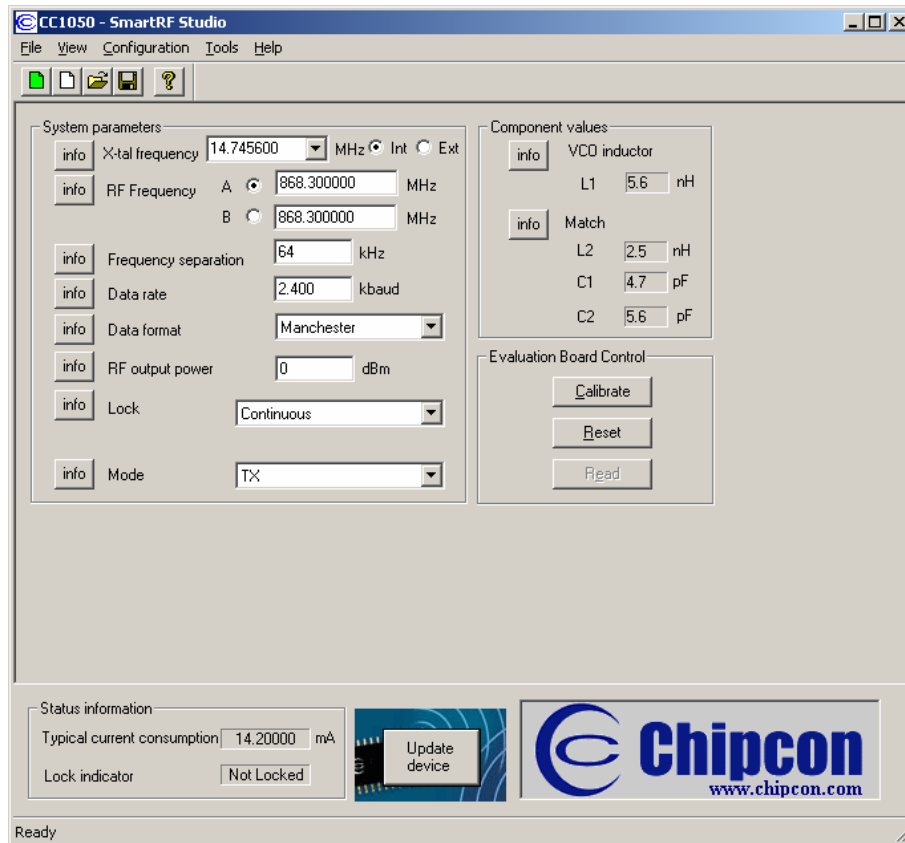 CC1050 - SmartRF Studio
File View Configuration Tools Help
System parameters
info X-tal frequency 14.745600 MHz Int Ext
info RF Frequency A 868.300000 MHz
B 868.300000 MHz
info Frequency separation 64 kHz
info Data rate 2.400 kbaud
info Data format Manchester
info RF output power 0 dBm
info Lock Continuous
info Mode TX
Component values
info VCO inductor
L1 5.6 nH
info Match
L2 2.5 nH
C1 4.7 pF
C2 5.6 pF
Evaluation Board Control
Calibrate
Reset
Read
Status information
Typical current consumption 14.20000 mA
Lock indicator Not Locked
Update
device
Chipcon
www.chipcon.com
Ready